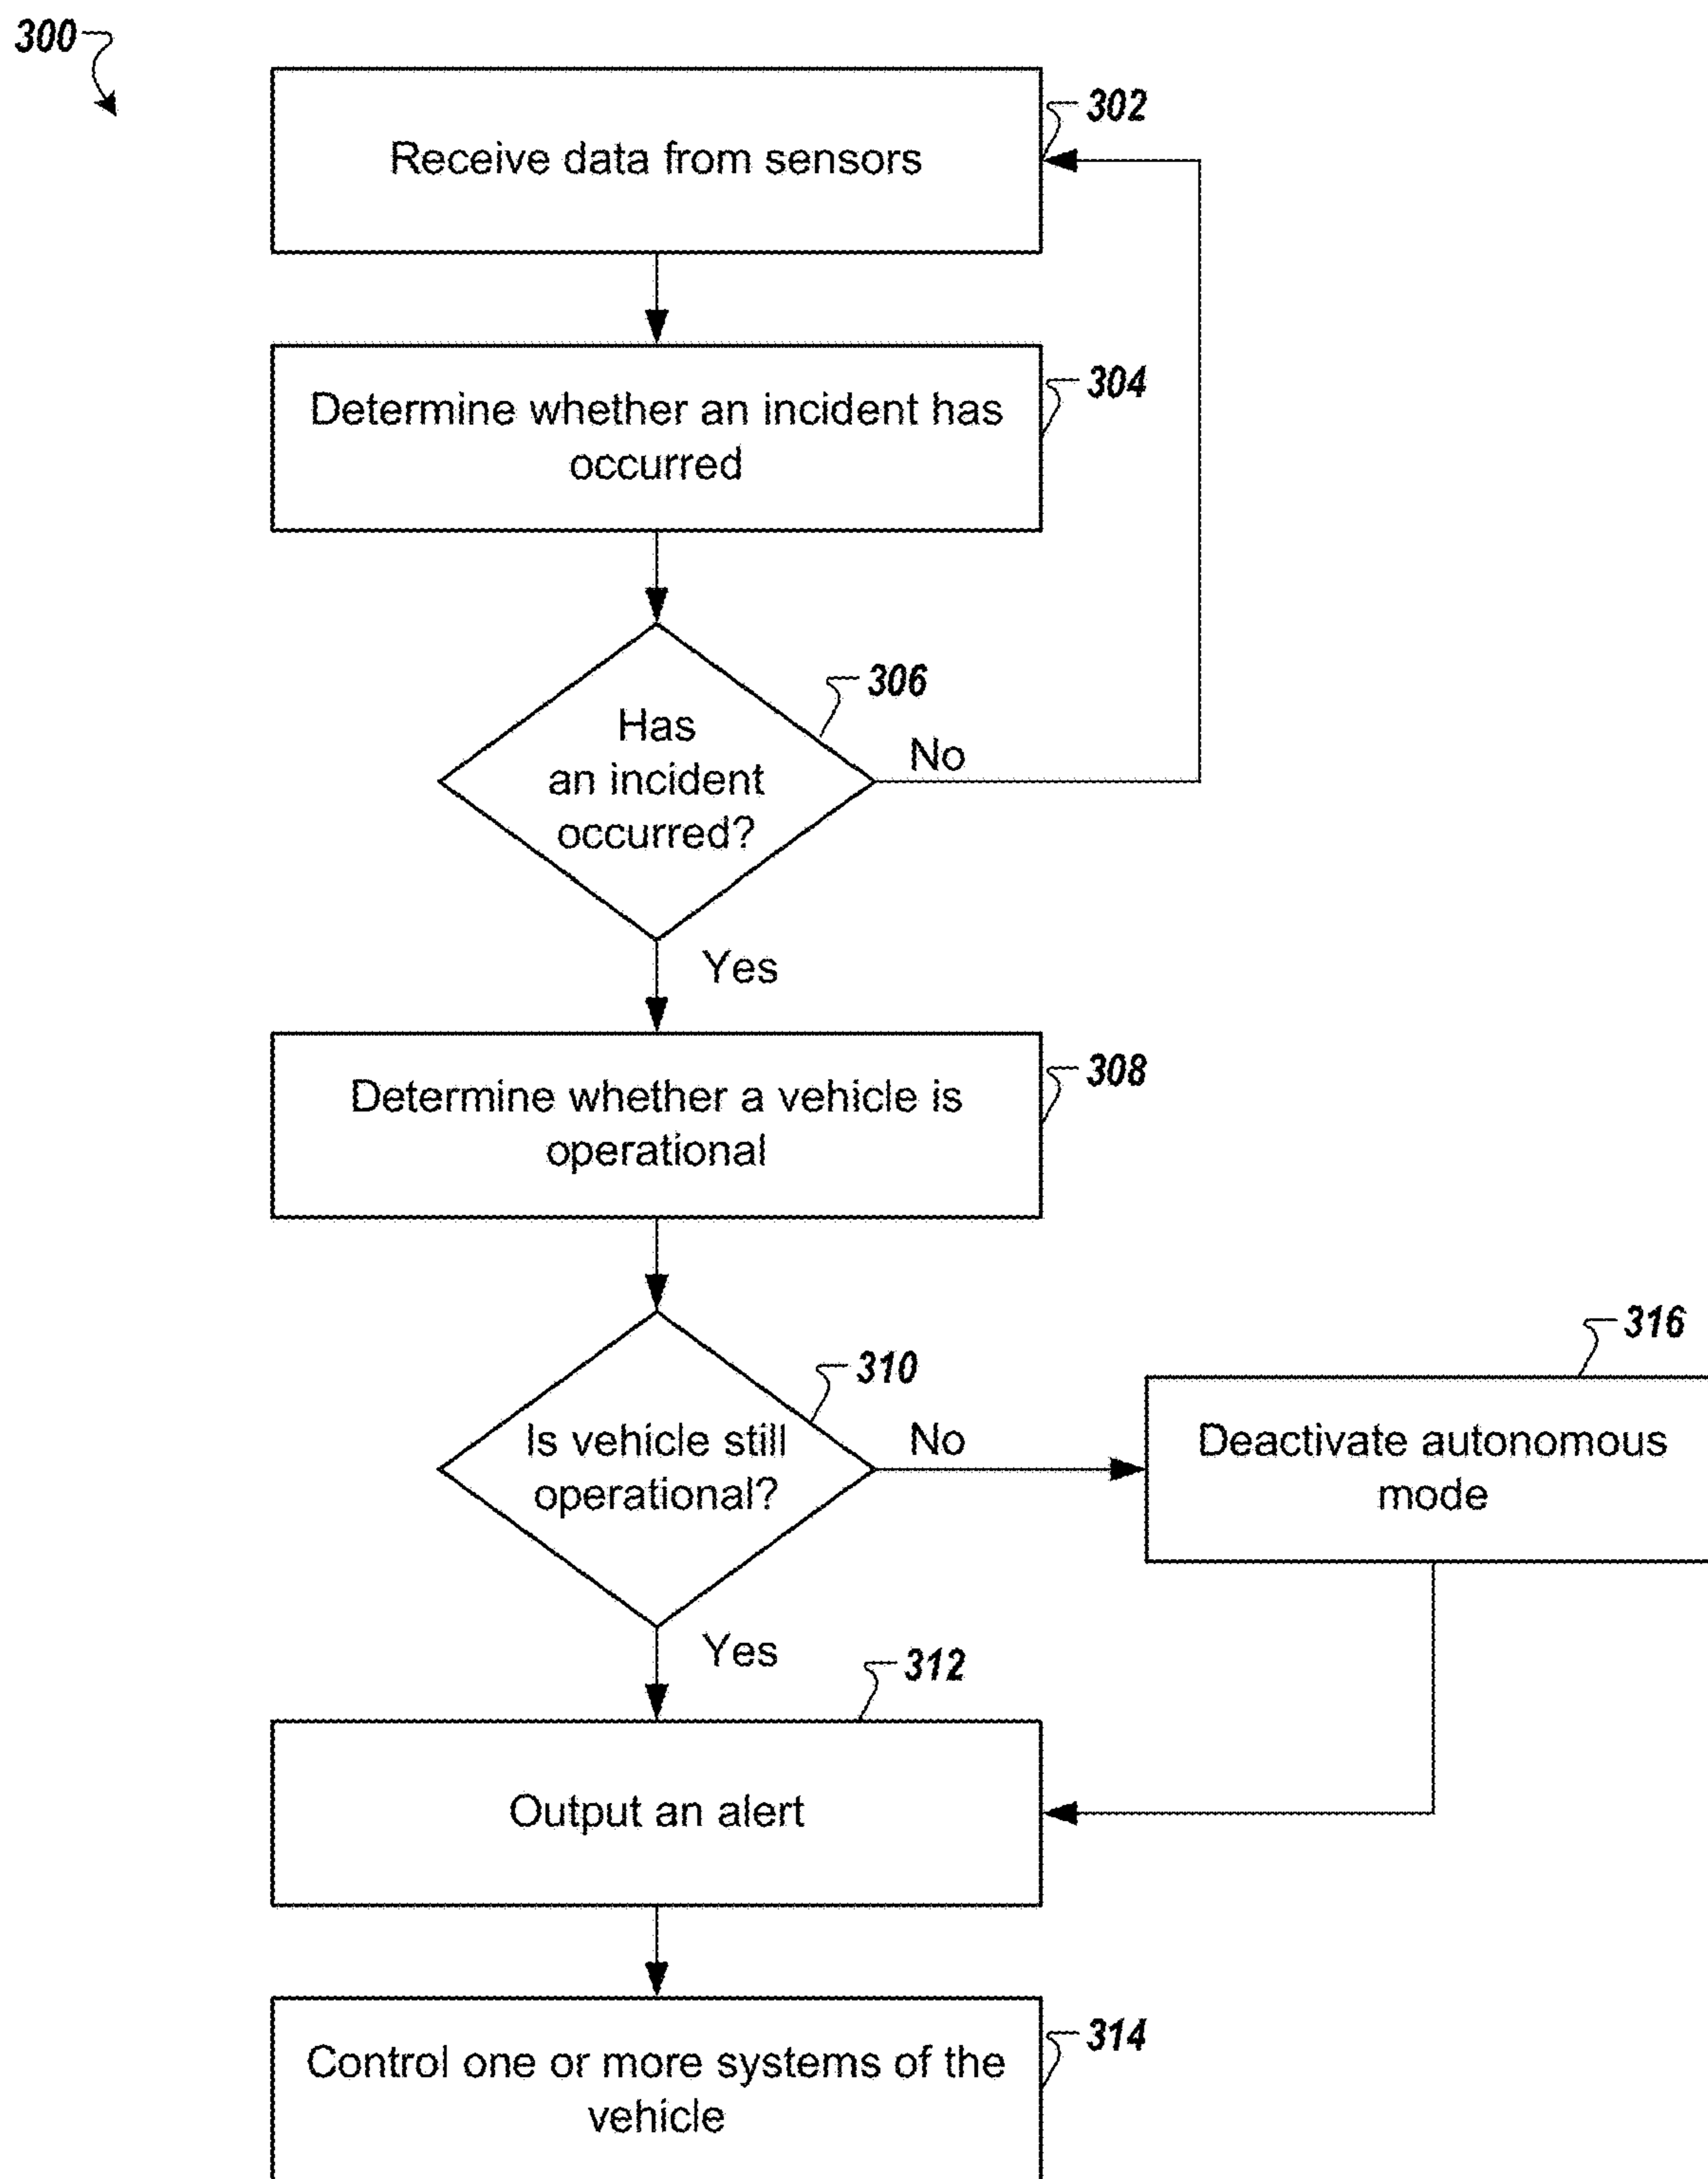 300
302
Receive data from sensors
304
Determine whether an incident has
occurred
306
Has
an incident
occurred?
No
Yes
308
Determine whether a vehicle is
operational
310
316
Is vehicle still
operational?
No
Deactivate autonomous
mode
Yes
312
Output an alert
314
Control one or more systems of the
vehicle